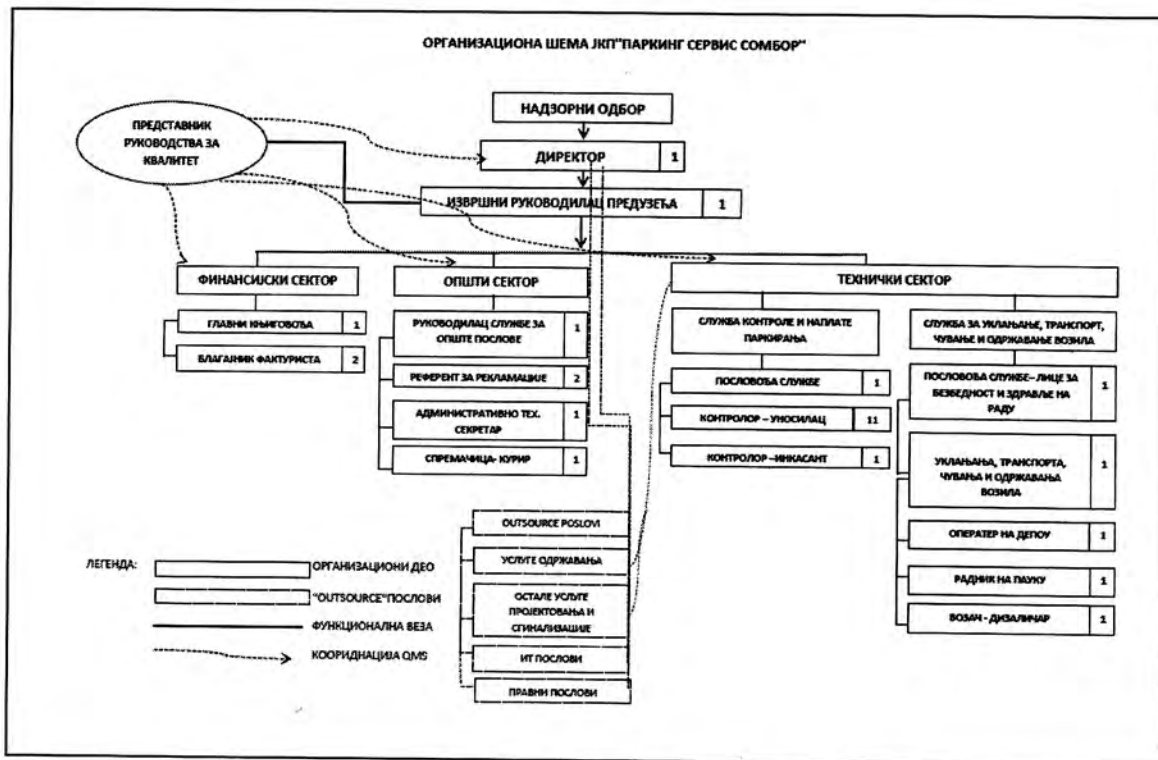 ОРГАНИЗАЦИОНА ШЕМА ЈКП"ПАРКИНГ СЕРВИС СОМБОР"
НАДЗОРНИ ОДБОР
ПРЕДСТАВНИК
РУКОВОДСТВА ЗА
КВАЛИТЕТ
ДИРЕКТОР 1
ИЗВРШНИ РУКОВОДИЛАЦ ПРЕДУЗЕЋА 1
ФИНАНСИЈСКИ СЕКТОР
ГЛАВНИ КЊИГОВОЂА 1
БЛАГАЈНИК ФАКТУРИСТА 2
ОПШТИ СЕКТОР
РУКОВОДИЛАЦ СЛУЖБЕ ЗА
ОПШТЕ ПОСЛОВЕ 1
РЕФЕРЕНТ ЗА РЕКЛАМАЦИЈЕ 2
АДМИНИСТРАТИВНО ТЕХ.
СЕКРЕТАР 1
СПРЕМАЧИЦА- КУРИР 1
ТЕХНИЧКИ СЕКТОР
СЛУЖБА КОНТРОЛЕ И НАПЛАТЕ
ПАРКИРАЊА
ПОСЛОВОЂА СЛУЖБЕ 1
КОНТРОЛОР – УНОСИЛАЦ 11
КОНТРОЛОР –ИНКАСАНТ 1
СЛУЖБА ЗА УКЛАЊАЊЕ, ТРАНСПОРТ,
ЧУВАЊЕ И ОДРЖАВАЊЕ ВОЗИЛА
ПОСЛОВОЂА СЛУЖБЕ– ЛИЦЕ ЗА
БЕЗБЕДНОСТ И ЗДРАВЉЕ НА
РАДУ 1
УКЛАЊАЊА, ТРАНСПОРТА,
ЧУВАЊА И ОДРЖАВАЊА
ВОЗИЛА 1
ОПЕРАТЕР НА ДЕПОУ 1
РАДНИК НА ПАУКУ 1
ВОЗАЧ - ДИЗАЛИЧАР 1
OUTSOURCE POSLOVI
УСЛУГЕ ОДРЖАВАЊА
ОСТАЛЕ УСЛУГЕ
ПРОЈЕКТОВАЊА И
СГИНАЛИЗАЦИЈЕ
ИТ ПОСЛОВИ
ПРАВНИ ПОСЛОВИ
ЛЕГЕНДА:
ОРГАНИЗАЦИОНИ ДЕО
"OUTSOURCE"ПОСЛОВИ
ФУНКЦИОНАЛНА ВЕЗА
КООРИДНАЦИЈА QMS